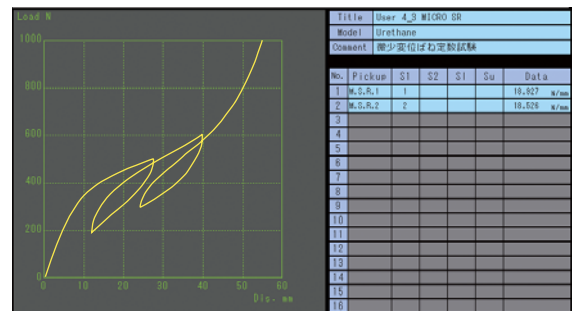 Load N
1000
800
600
400
200
0
0 10 20 30 40 50 60
Dis. mm
Title User 4_3 MICRO SR
Model Urethane
Comment 微少変位ばね定数試験
No. Pickup S1 S2 S1 Su Data
1 M.S.R.1 1 18.927 N/mm
2 M.S.R.2 2 18.526 N/mm
3
4
5
6
7
8
9
10
11
12
13
14
15
16